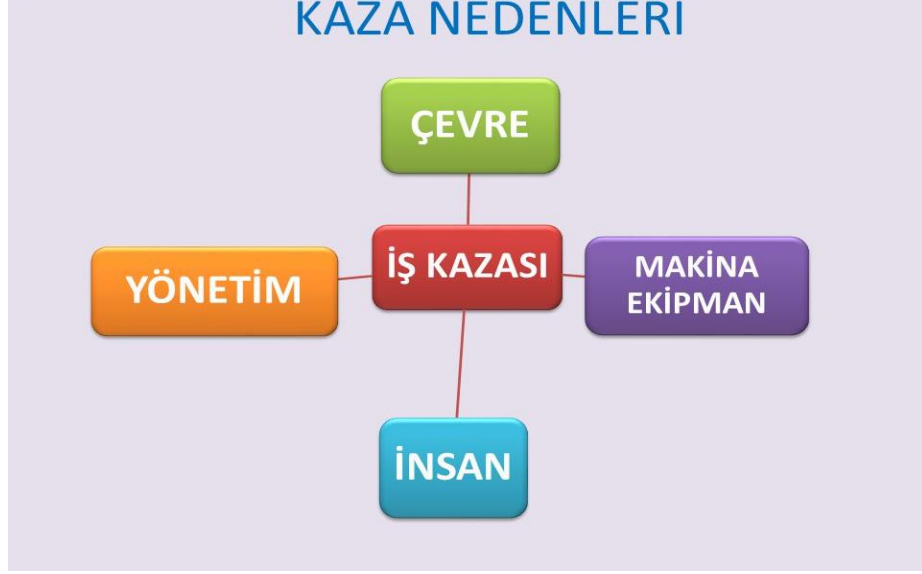 KAZA NEDENLERİ
ÇEVRE
YÖNETİM
İŞ KAZASI
MAKİNA
EKİPMAN
İNSAN